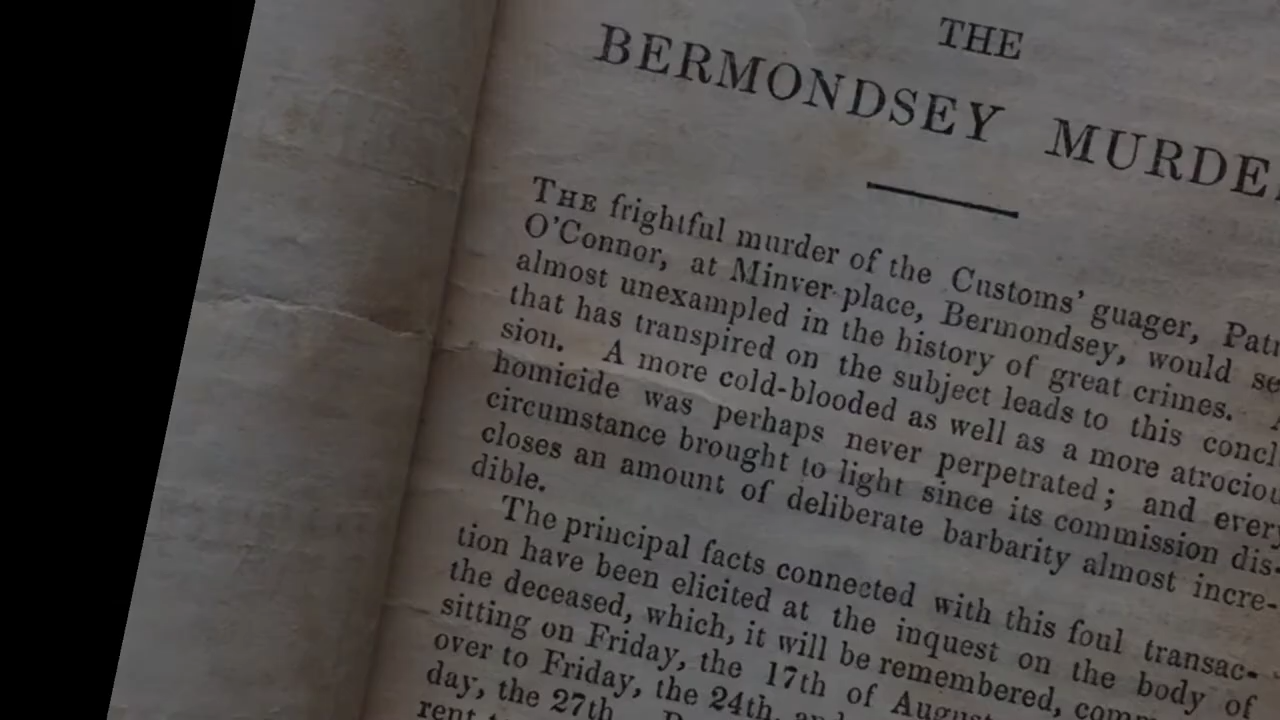 THE
BERMONDSEY MURDE
THE frightful murder of the Customs' guager, Pat
O'Connor, at Minver-place, Bermondsey, would se
almost unexampled in the history of great crimes.
that has transpired on the subject leads to this concl
sion. A more cold-blooded as well as a more atrociou
homicide was perhaps never perpetrated; and every
circumstance brought to light since its commission dis-
closes an amount of deliberate barbarity almost incre-
dible.
The principal facts connected with this foul transac-
tion have been elicited at the inquest on the body of
the deceased, which, it will be remembered, com
sitting on Friday, the 17th of August
over to Friday, the 24th, an
day, the 27th
rent